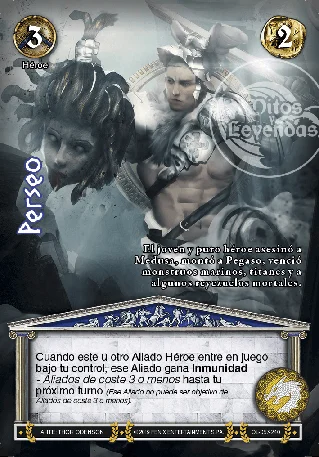 3
2
Héroe
Mitos y
Leyendas
Perseo
El joven y puro héroe asesinó a
Medusa, montó a Pegaso, venció
monstruos marinos, titanes y a
algunos reyezuelos mortales.
Cuando este u otro Aliado Héroe entre en juego
bajo tu control, ese Aliado gana Inmunidad
- Aliados de coste 3 o menos hasta tu
próximo turno (Ese Aliado no puede ser objetivo de
Aliados de coste 3 o menos).